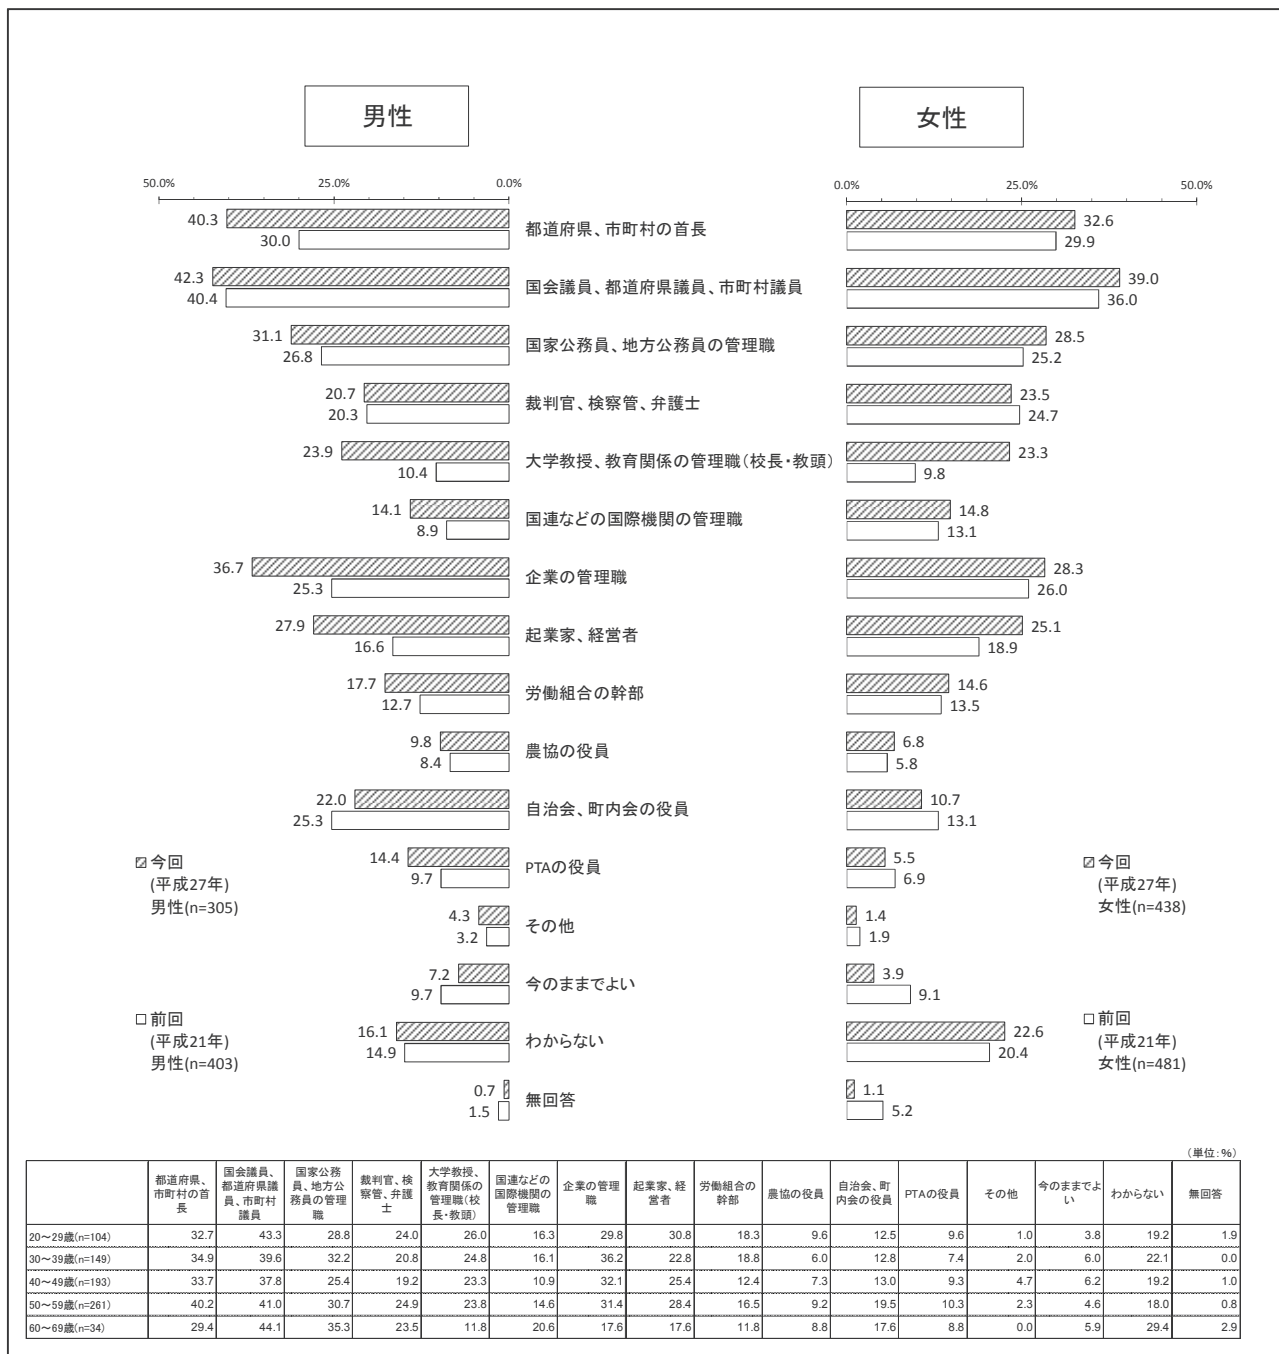 男性
女性
50.0% 25.0% 0.0%
0.0% 25.0% 50.0%
40.3 都道府県、市町村の首長 32.6
30.0 29.9
42.3 国会議員、都道府県議員、市町村議員 39.0
40.4 36.0
31.1 国家公務員、地方公務員の管理職 28.5
26.8 25.2
20.7 裁判官、検察管、弁護士 23.5
20.3 24.7
23.9 大学教授、教育関係の管理職(校長・教頭) 23.3
10.4 9.8
14.1 国連などの国際機関の管理職 14.8
8.9 13.1
36.7 企業の管理職 28.3
25.3 26.0
27.9 起業家、経営者 25.1
16.6 18.9
17.7 労働組合の幹部 14.6
12.7 13.5
9.8 農協の役員 6.8
8.4 5.8
22.0 自治会、町内会の役員 10.7
25.3 13.1
14.4 PTAの役員 5.5
9.7 6.9
4.3 その他 1.4
3.2 1.9
7.2 今のままでよい 3.9
9.7 9.1
16.1 わからない 22.6
14.9 20.4
0.7 無回答 1.1
1.5 5.2
今回
(平成27年)
男性(n=305)
前回
(平成21年)
男性(n=403)
今回
(平成27年)
女性(n=438)
前回
(平成21年)
女性(n=481)
(単位:%)
都道府県、
市町村の首
長
国会議員、
都道府県議
員、市町村
議員
国家公務
員、地方公
務員の管理
職
裁判官、検
察管、弁護
士
大学教授、
教育関係の
管理職(校
長・教頭)
国連などの
国際機関の
管理職
企業の管理
職
起業家、経
営者
労働組合の
幹部
農協の役員
自治会、町
内会の役員
PTAの役員
その他
今のままでよ
い
わからない
無回答
20～29歳(n=104) 32.7 43.3 28.8 24.0 26.0 16.3 29.8 30.8 18.3 9.6 12.5 9.6 1.0 3.8 19.2 1.9
30～39歳(n=149) 34.9 39.6 32.2 20.8 24.8 16.1 36.2 22.8 18.8 6.0 12.8 7.4 2.0 6.0 22.1 0.0
40～49歳(n=193) 33.7 37.8 25.4 19.2 23.3 10.9 32.1 25.4 12.4 7.3 13.0 9.3 4.7 6.2 19.2 1.0
50～59歳(n=261) 40.2 41.0 30.7 24.9 23.8 14.6 31.4 28.4 16.5 9.2 19.5 10.3 2.3 4.6 18.0 0.8
60～69歳(n=34) 29.4 44.1 35.3 23.5 11.8 20.6 17.6 17.6 11.8 8.8 17.6 8.8 0.0 5.9 29.4 2.9